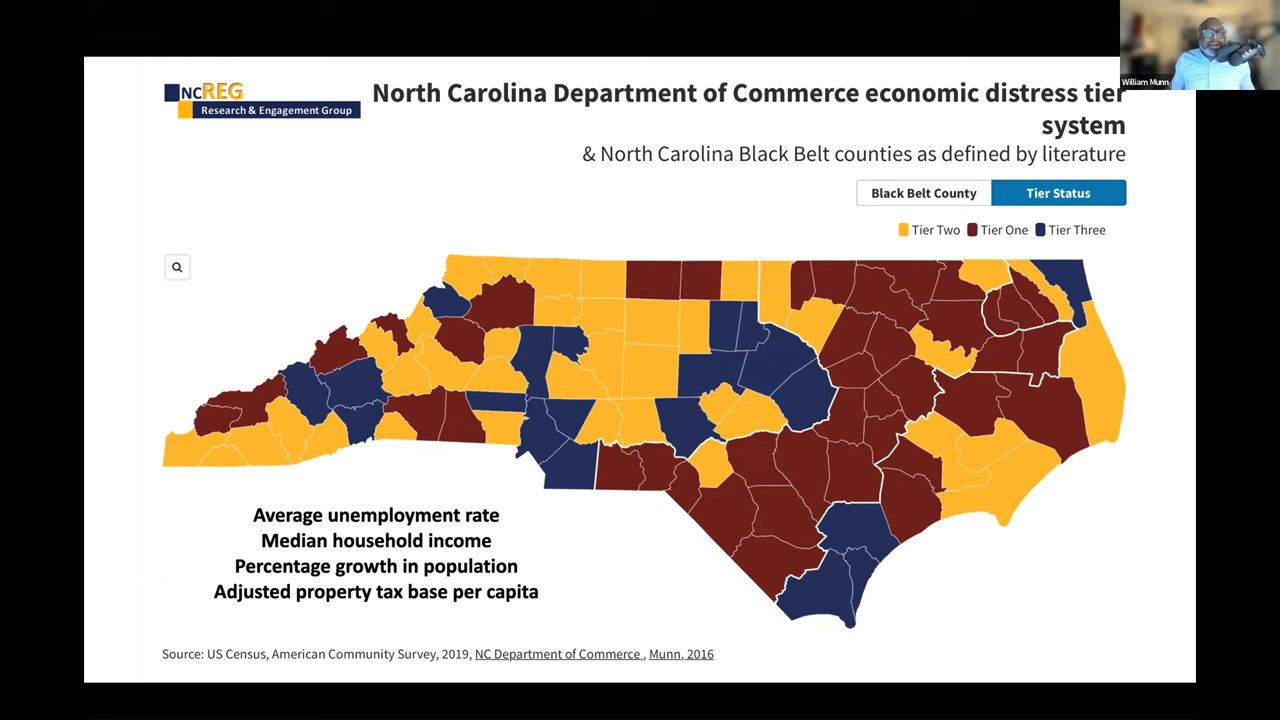 William Munn
NCREG
Research & Engagement Group
North Carolina Department of Commerce economic distress tier
system
& North Carolina Black Belt counties as defined by literature
Black Belt County
Tier Status
Tier Two Tier One Tier Three
Average unemployment rate
Median household income
Percentage growth in population
Adjusted property tax base per capita
Source: US Census, American Community Survey, 2019, NC Department of Commerce , Munn, 2016